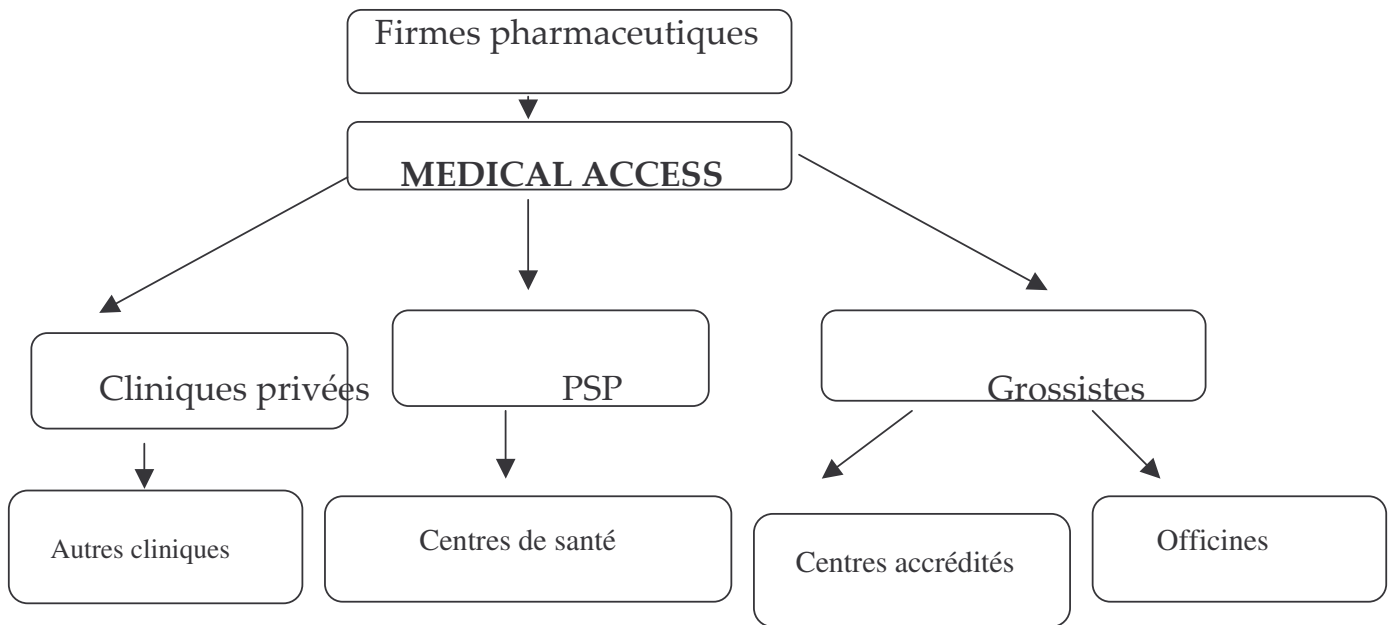 Firmes pharmaceutiques
MEDICAL ACCESS
Cliniques privées
PSP
Grossistes
Autres cliniques
Centres de santé
Centres accrédités
Officines